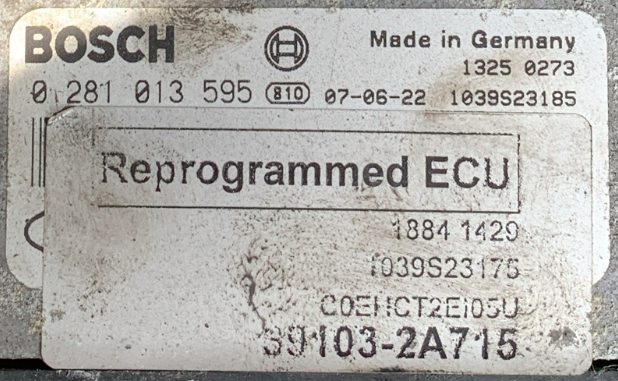 BOSCH
Made in Germany
1325 0273
0 281 013 595 B10 07-06-22 1039S23185
Reprogrammed ECU
1884 1429
1039S23175
C0EHCT2EI05U
39103-2A715